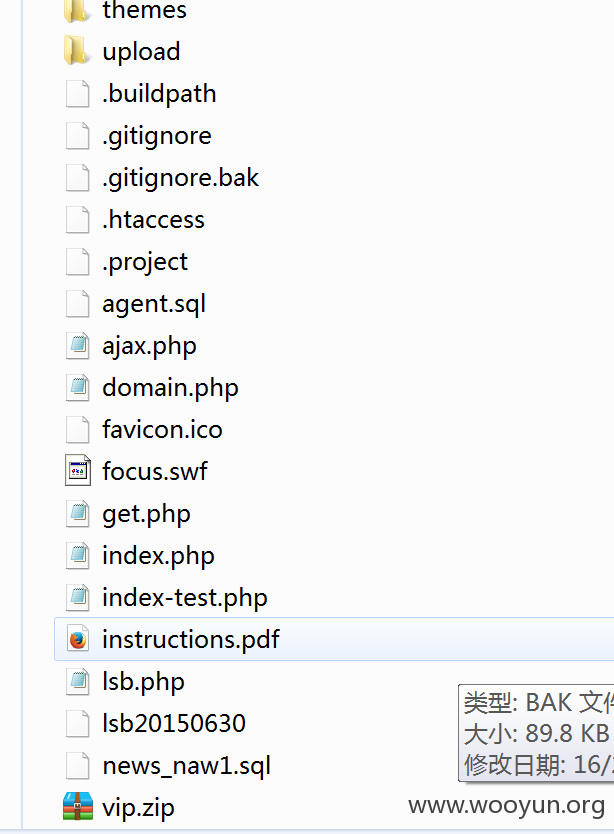 themes
upload
.buildpath
.gitignore
.gitignore.bak
.htaccess
.project
agent.sql
ajax.php
domain.php
favicon.ico
focus.swf
get.php
index.php
index-test.php
instructions.pdf
lsb.php
lsb20150630
news_naw1.sql
vip.zip
类型: BAK 文件
大小: 89.8 KB
修改日期: 16/
www.wooyun.org